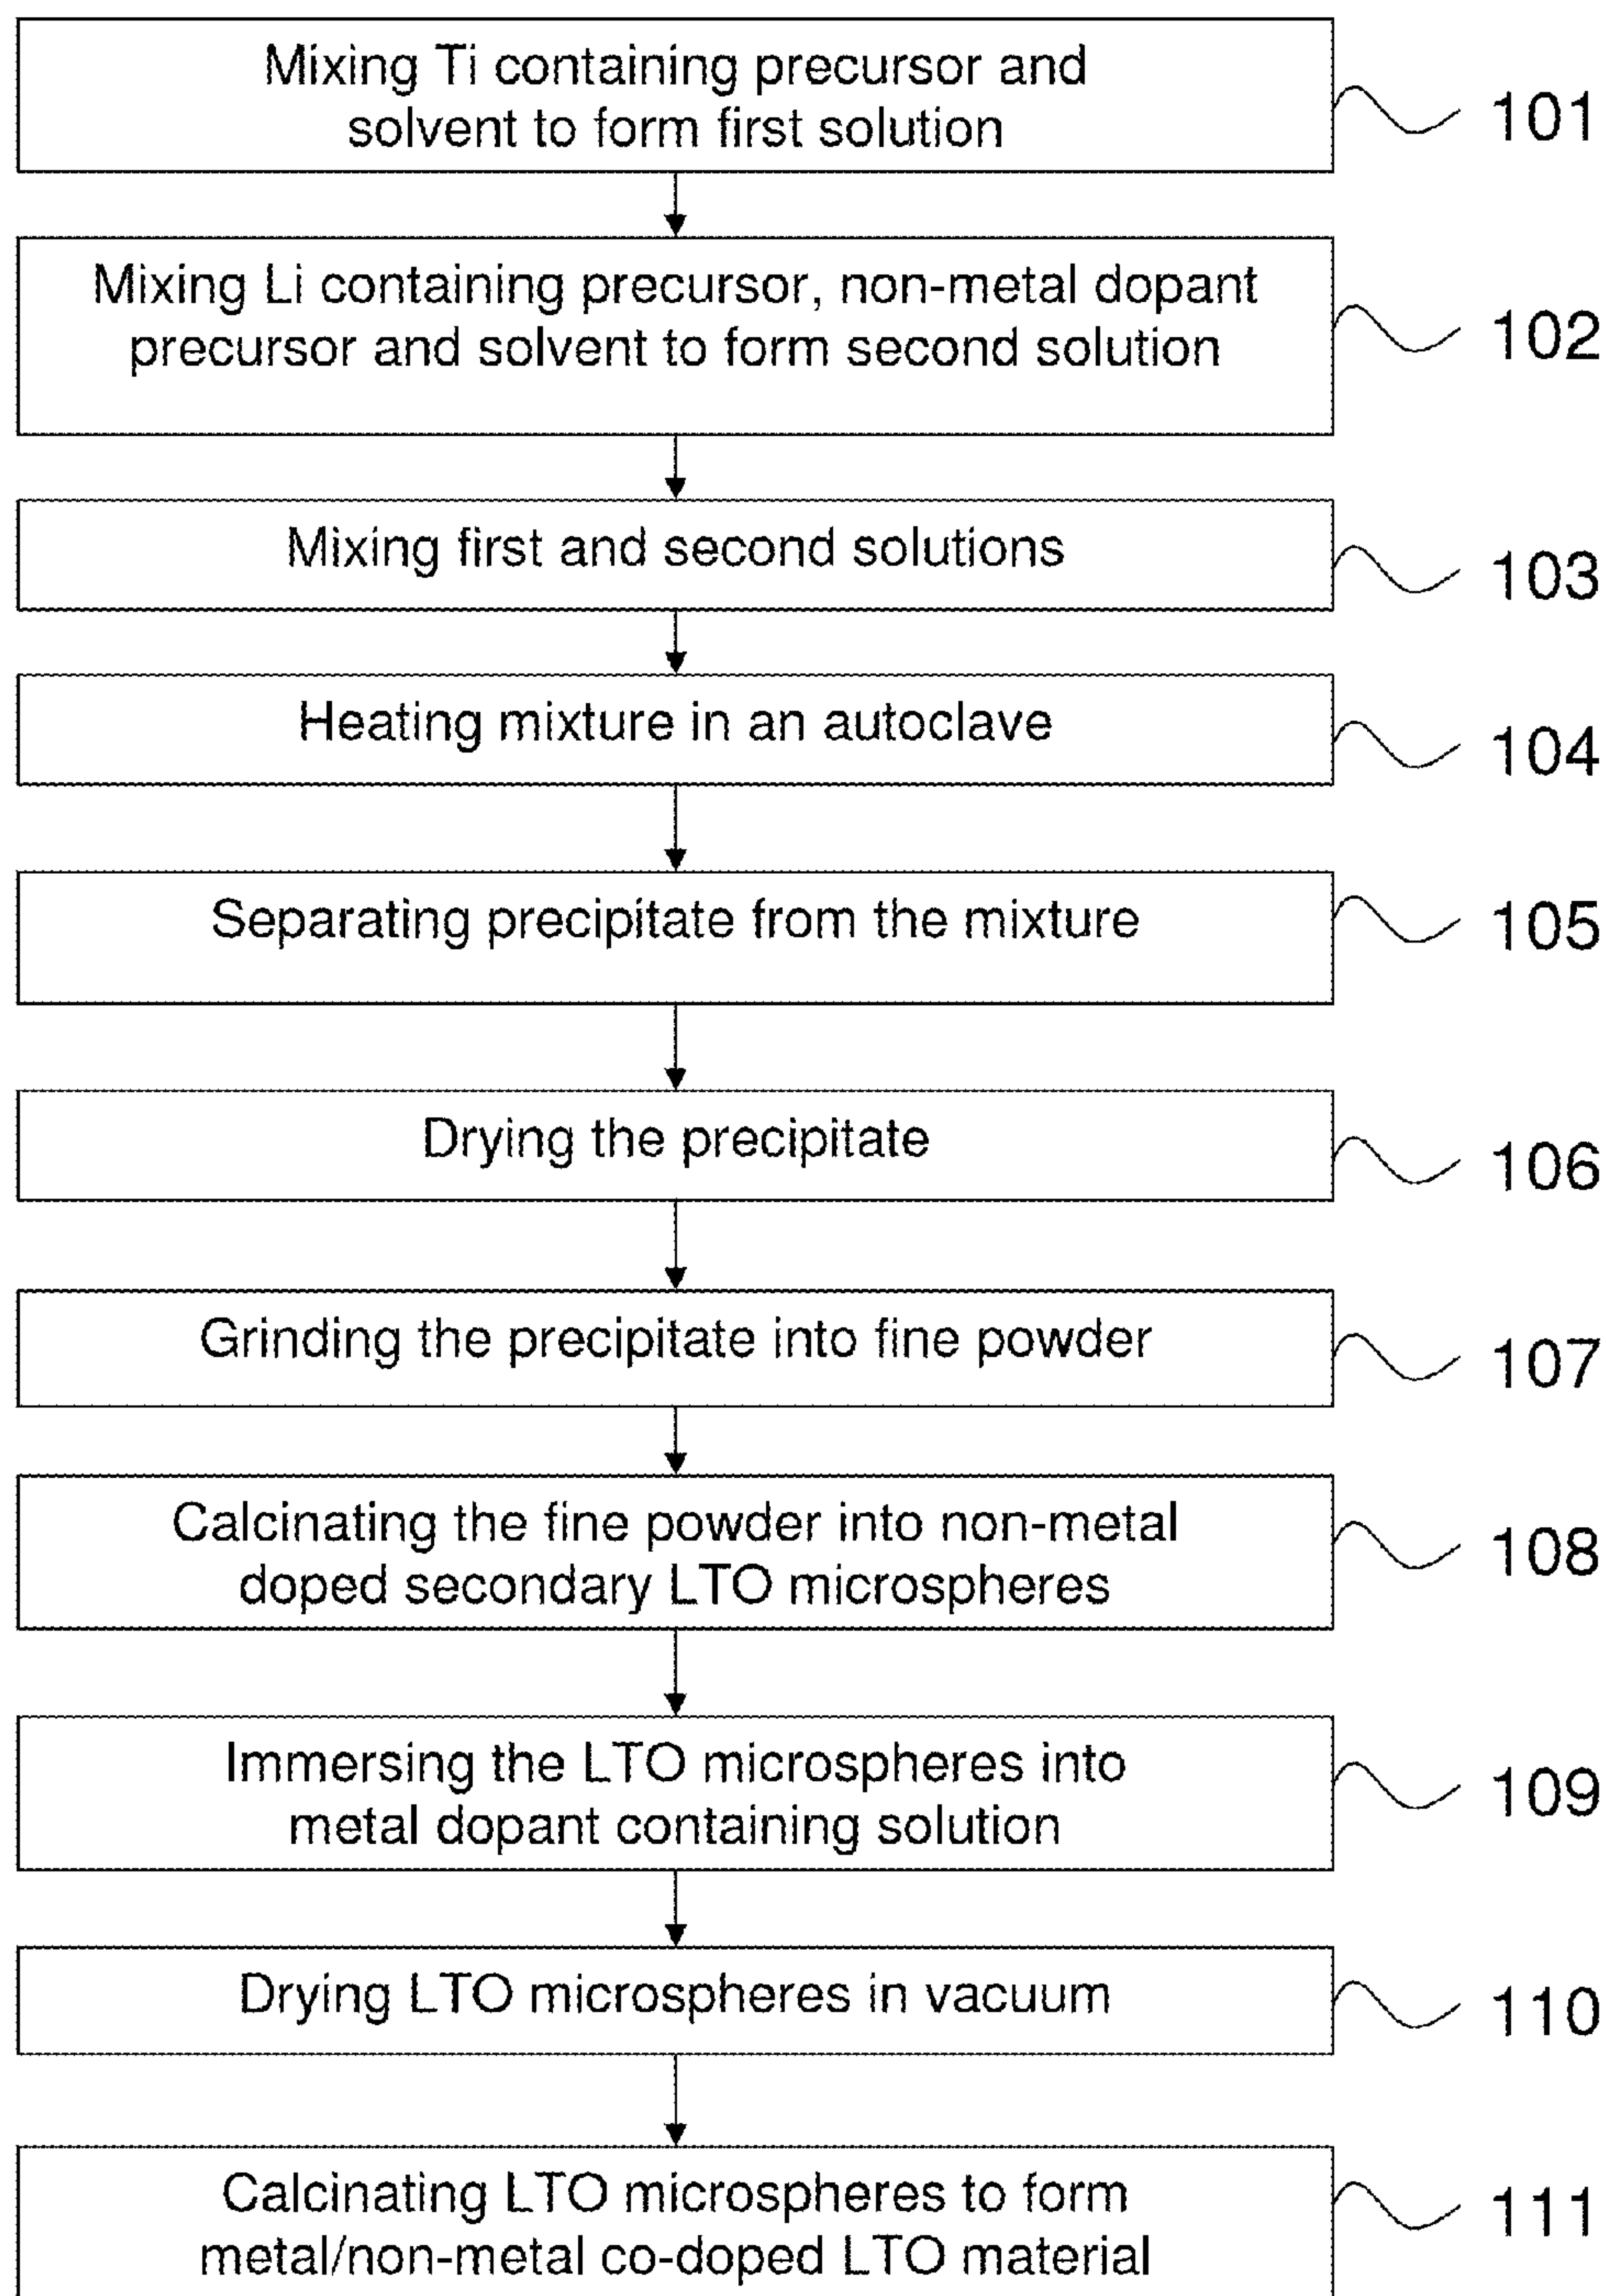 Mixing Ti containing precursor and
solvent to form first solution
101
Mixing Li containing precursor, non-metal dopant
precursor and solvent to form second solution
102
Mixing first and second solutions
103
Heating mixture in an autoclave
104
Separating precipitate from the mixture
105
Drying the precipitate
106
Grinding the precipitate into fine powder
107
Calcinating the fine powder into non-metal
doped secondary LTO microspheres
108
Immersing the LTO microspheres into
metal dopant containing solution
109
Drying LTO microspheres in vacuum
110
Calcinating LTO microspheres to form
metal/non-metal co-doped LTO material
111